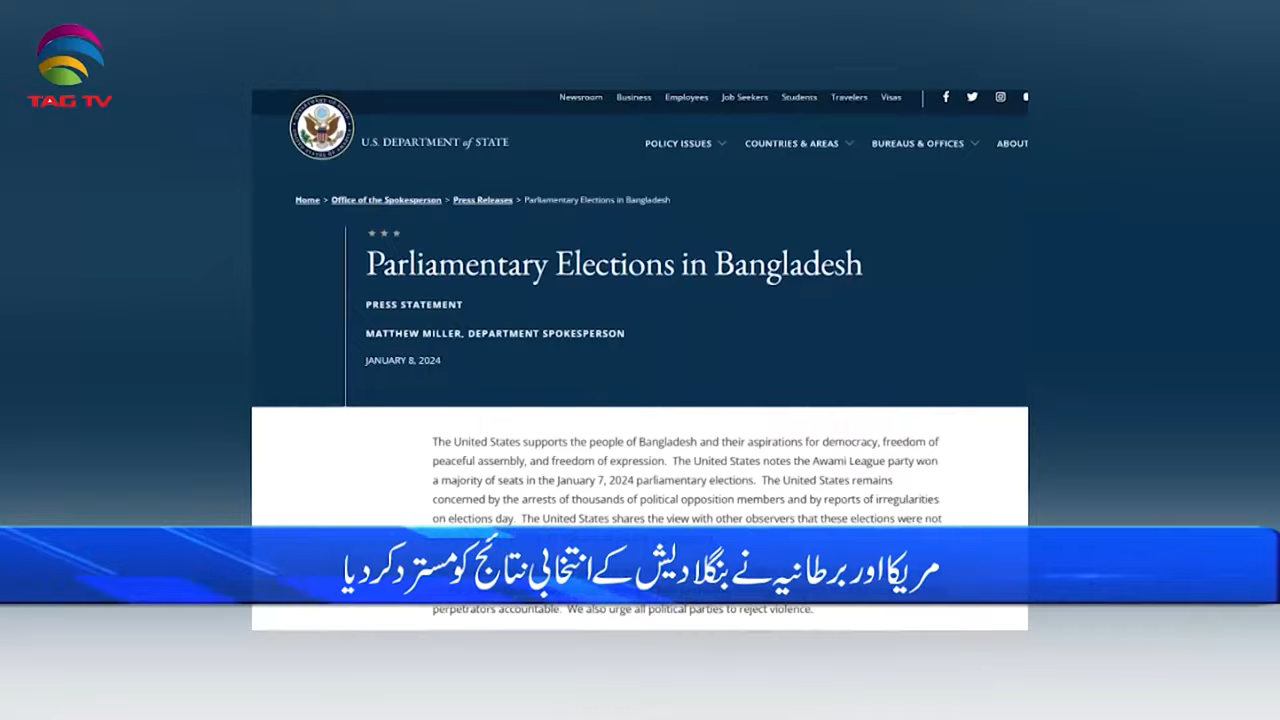 TAG TV
Newsroom Business Employees Job Seekers Students Travelers Visas
U.S. DEPARTMENT of STATE
POLICY ISSUES COUNTRIES & AREAS BUREAUS & OFFICES ABOUT
Home > Office of the Spokesperson > Press Releases > Parliamentary Elections in Bangladesh
Parliamentary Elections in Bangladesh
PRESS STATEMENT
MATTHEW MILLER, DEPARTMENT SPOKESPERSON
JANUARY 8, 2024
The United States supports the people of Bangladesh and their aspirations for democracy, freedom of
peaceful assembly, and freedom of expression. The United States notes the Awami League party won
a majority of seats in the January 7, 2024 parliamentary elections. The United States remains
concerned by the arrests of thousands of political opposition members and by reports of irregularities
on elections day. The United States shares the view with other observers that these elections were not
مریکا اور برطانیہ نے بنگلادیش کے انتخابی نتائج کو مسترد کردیا
perpetrators accountable. We also urge all political parties to reject violence.